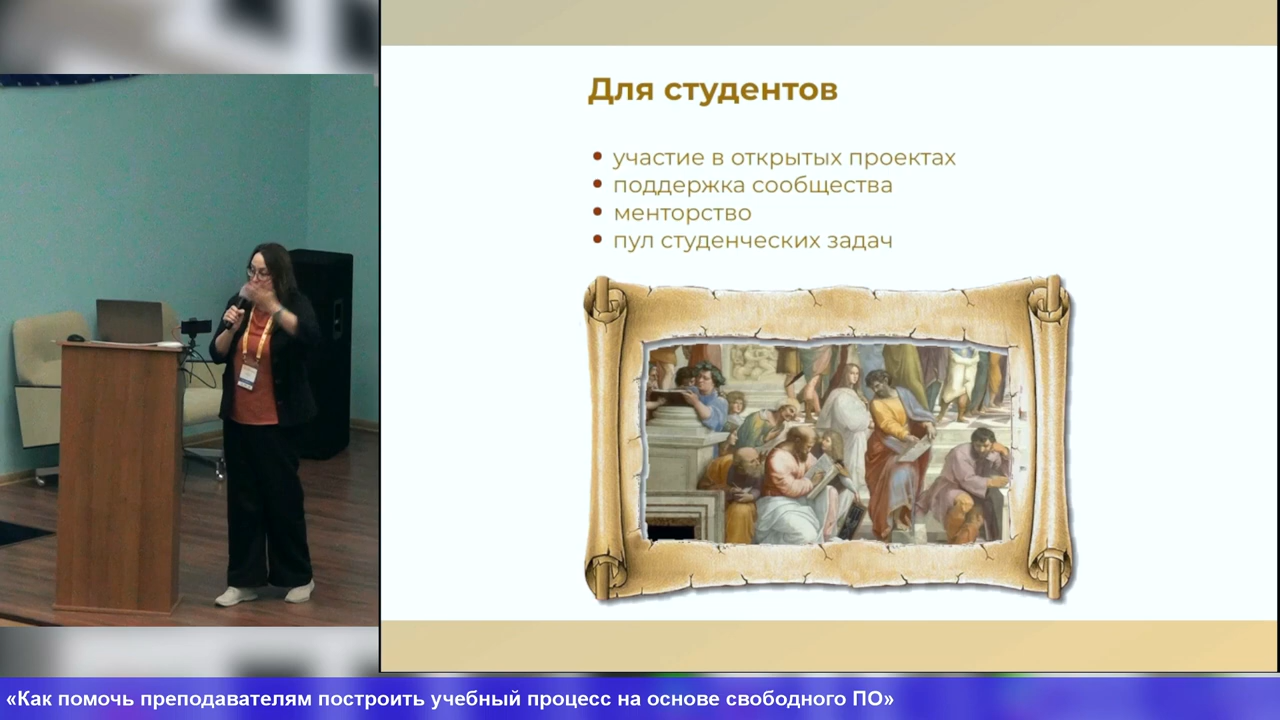 Для студентов
участие в открытых проектах
поддержка сообщества
менторство
пул студенческих задач
«Как помочь преподавателям построить учебный процесс на основе свободного ПО»